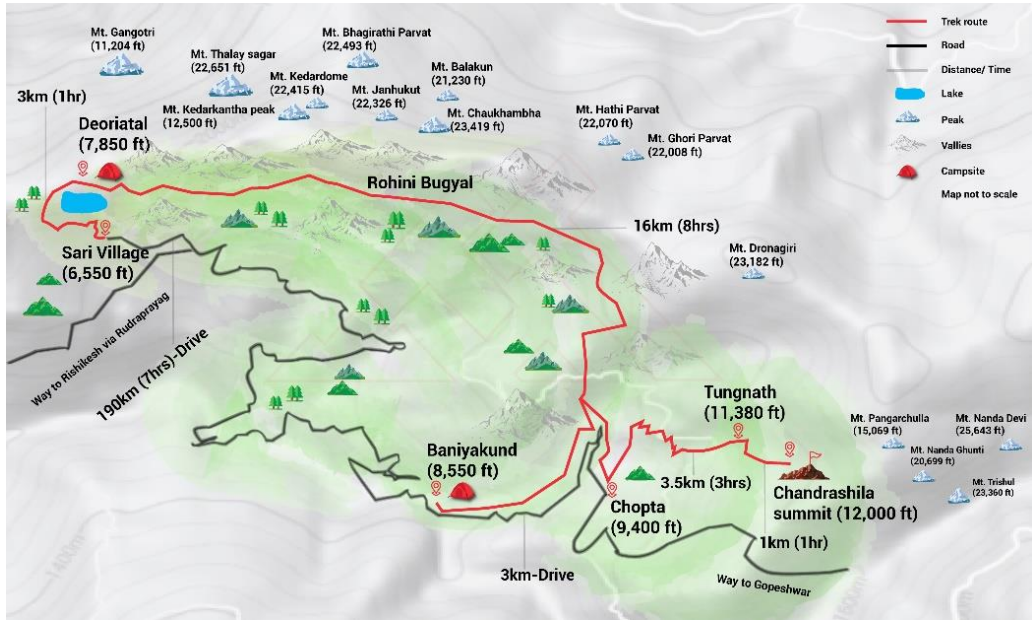 Mt. Gangotri
(11,204 ft)
Mt. Thalay sagar
(22,651 ft)
Mt. Bhagirathi Parvat
(22,493 ft)
Mt. Kedardome
(22,415 ft)
Mt. Balakun
(21,230 ft)
Mt. Janhukut
(22,326 ft)
Mt. Kedarkantha peak
(12,500 ft)
Mt. Chaukhambha
(23,419 ft)
Mt. Hathi Parvat
(22,070 ft)
Mt. Ghori Parvat
(22,008 ft)
Trek route
Road
Distance/ Time
Lake
Peak
Vallies
Campsite
Map not to scale
3km (1hr)
Deoriatal
(7,850 ft)
Rohini Bugyal
16km (8hrs)
Sari Village
(6,550 ft)
Mt. Dronagiri
(23,182 ft)
Way to Rishikesh via Rudraprayag
190km (7hrs)-Drive
Tungnath
(11,380 ft)
Mt. Pangarchulla
(15,069 ft)
Mt. Nanda Devi
(25,643 ft)
Mt. Nanda Ghunti
(20,699 ft)
Mt. Trishul
(23,360 ft)
Baniyakund
(8,550 ft)
3.5km (3hrs)
Chopta
(9,400 ft)
Chandrashila
summit (12,000 ft)
1km (1hr)
3km-Drive
Way to Gopeshwar
1400m